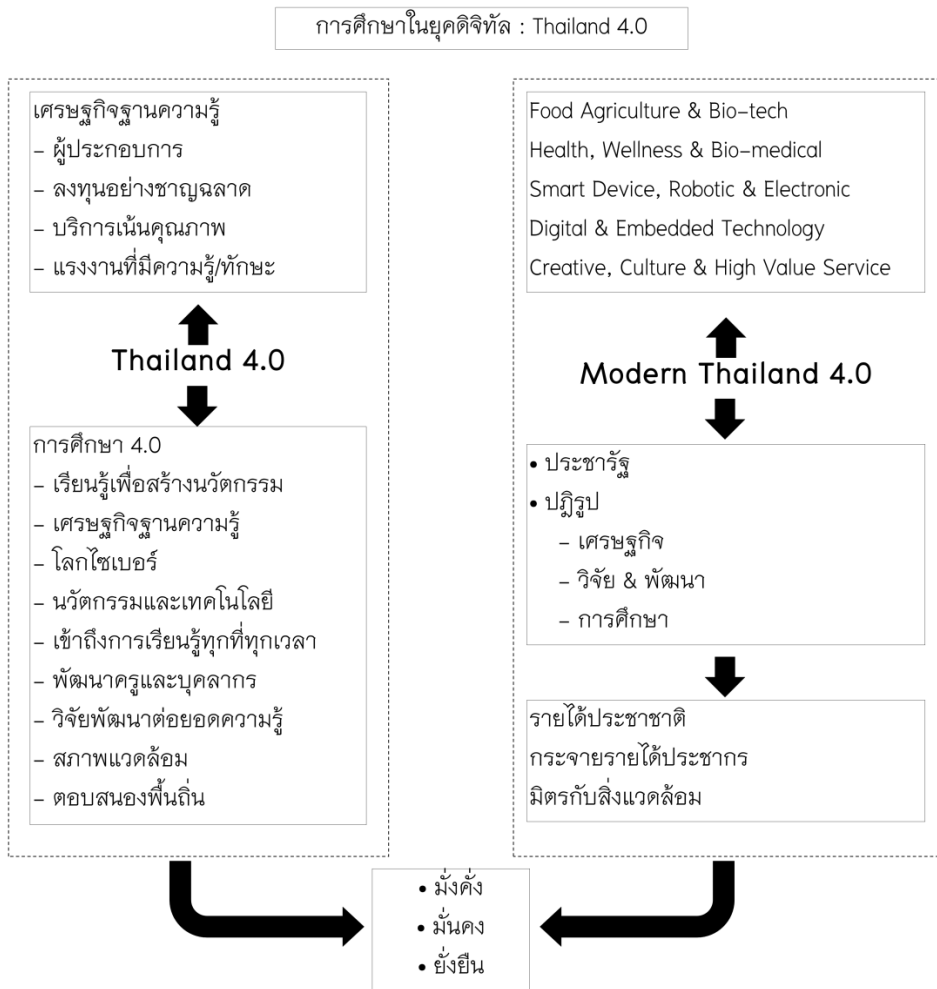 การศึกษาในยุคดิจิทัล : Thailand 4.0
เศรษฐกิจฐานความรู้
– ผู้ประกอบการ
– ลงทุนอย่างชาญฉลาด
– บริการเน้นคุณภาพ
– แรงงานที่มีความรู้/ทักษะ
Thailand 4.0
การศึกษา 4.0
– เรียนรู้เพื่อสร้างนวัตกรรม
– เศรษฐกิจฐานความรู้
– โลกไซเบอร์
– นวัตกรรมและเทคโนโลยี
– เข้าถึงการเรียนรู้ทุกที่ทุกเวลา
– พัฒนาครูและบุคลากร
– วิจัยพัฒนาต่อยอดความรู้
– สภาพแวดล้อม
– ตอบสนองพื้นถิ่น
Food Agriculture & Bio–tech
Health, Wellness & Bio–medical
Smart Device, Robotic & Electronic
Digital & Embedded Technology
Creative, Culture & High Value Service
Modern Thailand 4.0
• ประชารัฐ
• ปฎิรูป
– เศรษฐกิจ
– วิจัย & พัฒนา
– การศึกษา
รายได้ประชาชาติ
กระจายรายได้ประชากร
มิตรกับสิ่งแวดล้อม
• มั่งคั่ง
• มั่นคง
• ยั่งยืน